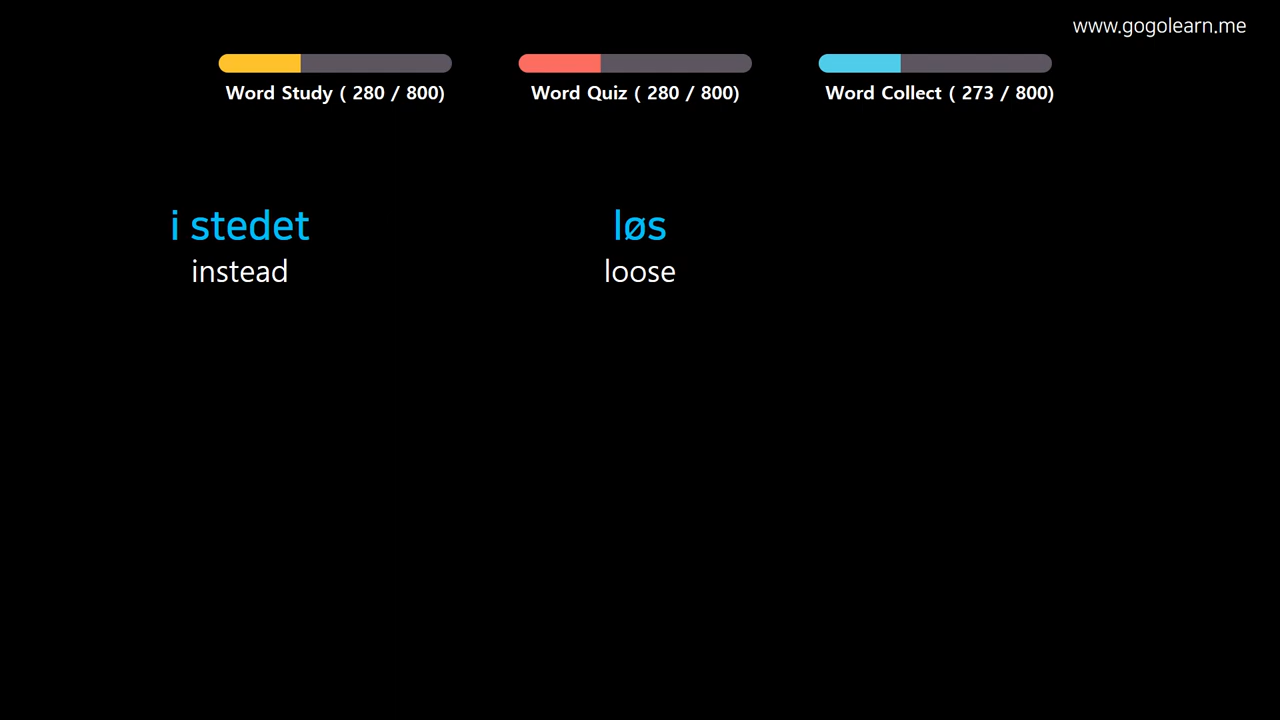 www.gogolearn.me
Word Study ( 280 / 800)
Word Quiz ( 280 / 800)
Word Collect ( 273 / 800)
i stedet
instead
løs
loose